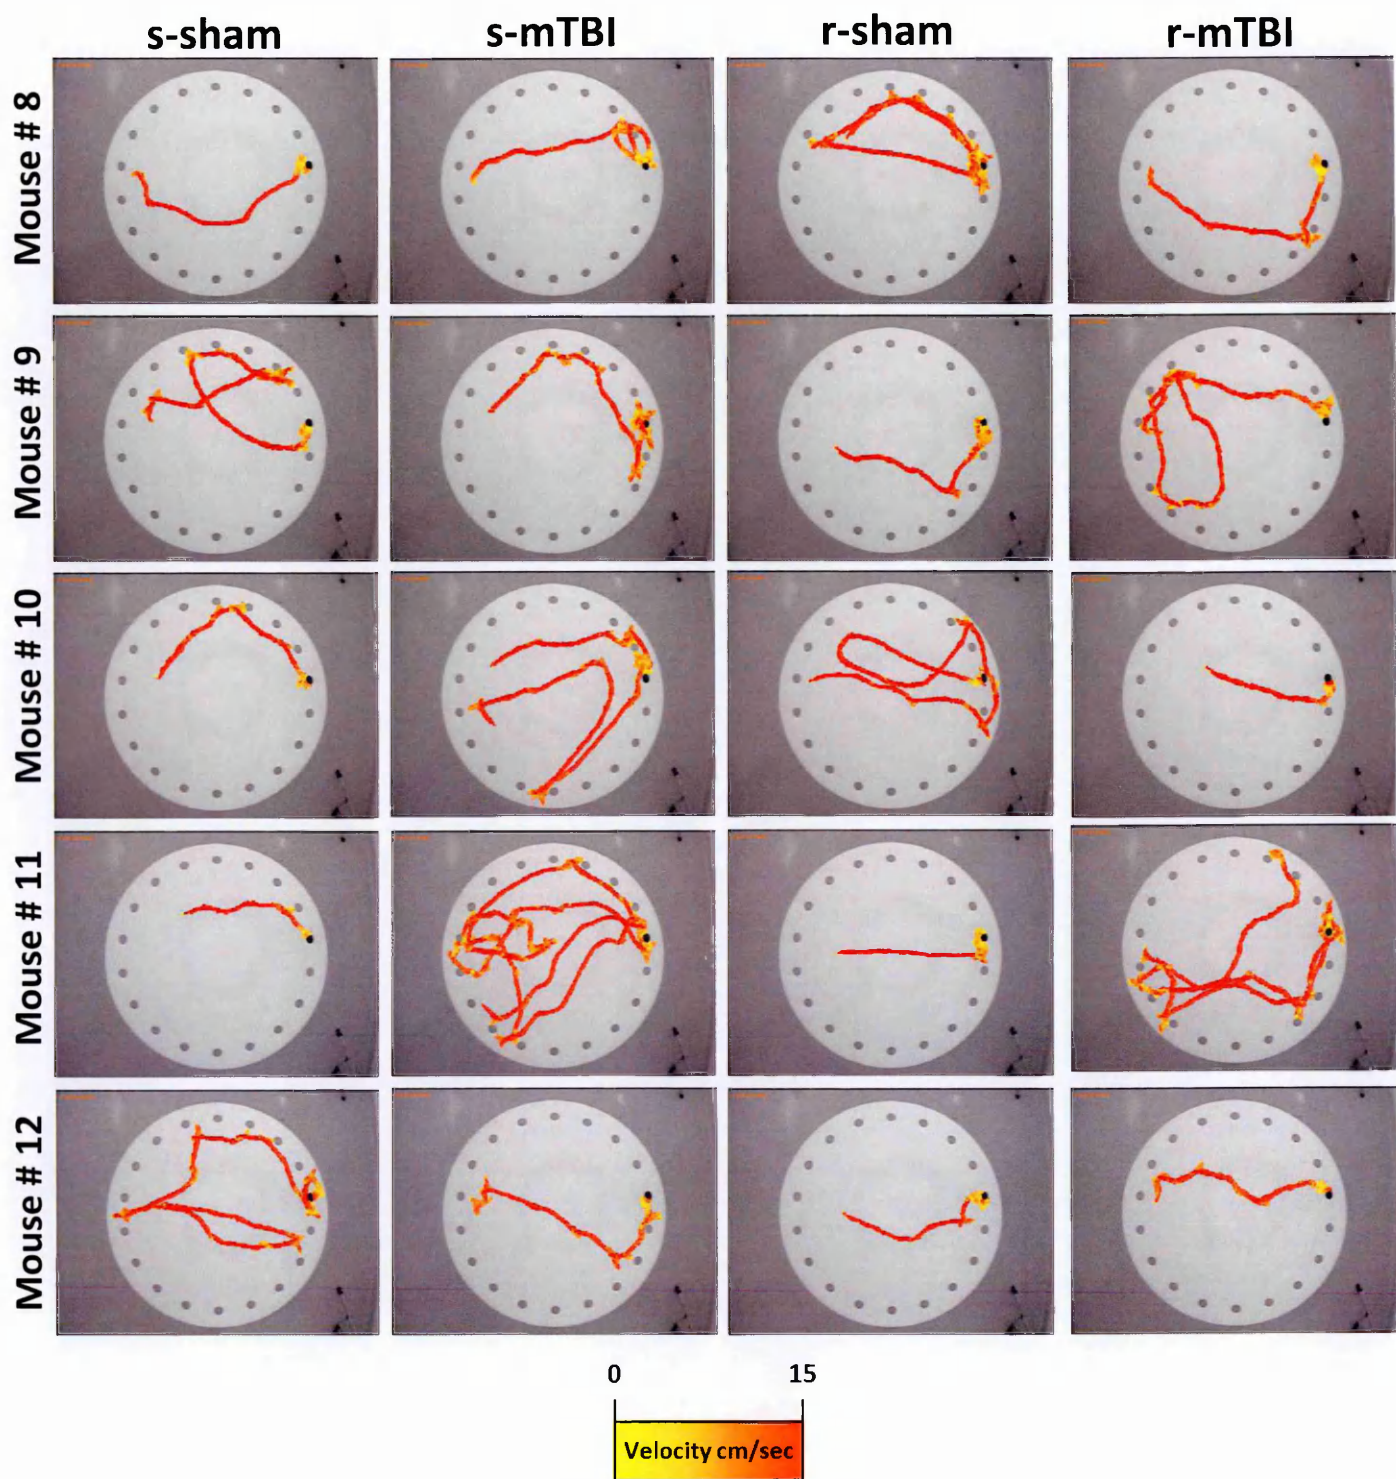 s-sham s-mTBI r-sham r-mTBI
Mouse # 8
Mouse # 9
Mouse # 10
Mouse # 11
Mouse # 12
0 15
Velocity cm/sec